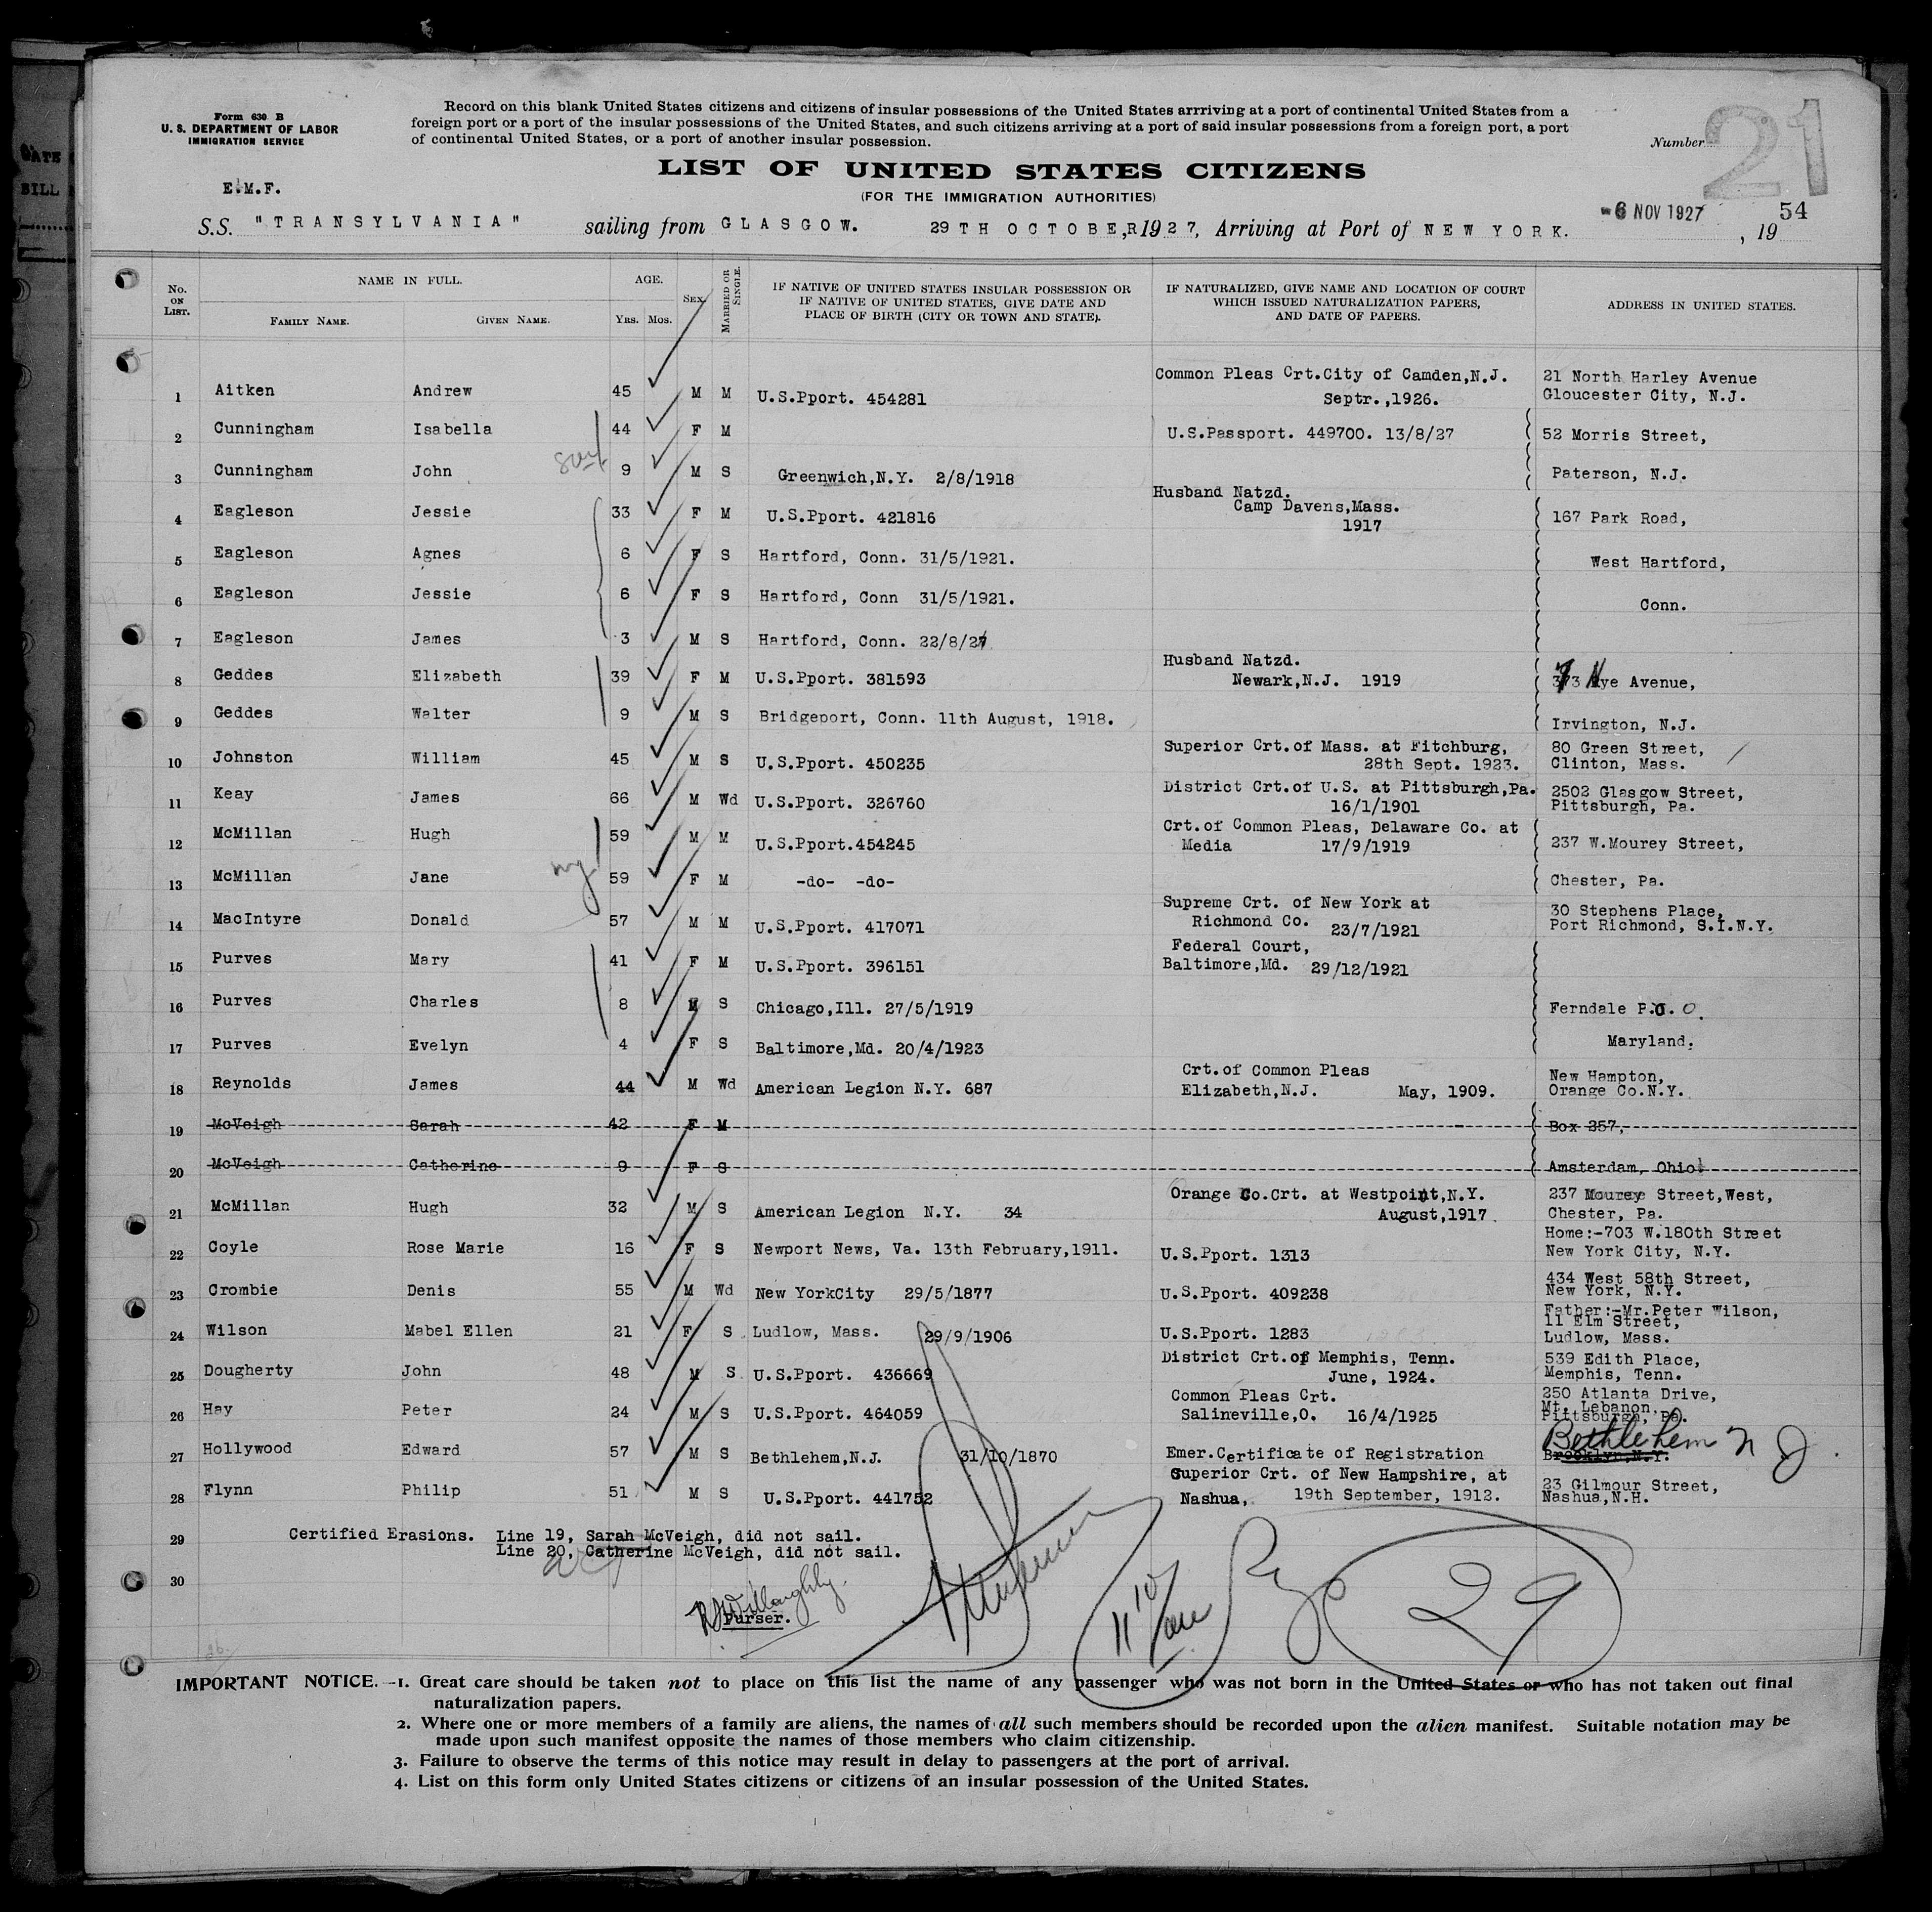 Form 630 B
U. S. DEPARTMENT OF LABOR
IMMIGRATION SERVICE
Record on this blank United States citizens and citizens of insular possessions of the United States arrriving at a port of continental United States from a
foreign port or a port of the insular possessions of the United States, and such citizens arriving at a port of said insular possessions from a foreign port, a port
of continental United States, or a port of another insular possession.
Number 21
LIST OF UNITED STATES CITIZENS
(FOR THE IMMIGRATION AUTHORITIES)
E.M.F.
S.S. "TRANSYLVANIA" sailing from GLASGOW. 29TH OCTOBER, 1927, Arriving at Port of NEW YORK. -6 NOV 1927 , 19 54
No. ON LIST. NAME IN FULL. FAMILY NAME. GIVEN NAME. AGE. YRS. MOS. SEX. MARRIED OR SINGLE. IF NATIVE OF UNITED STATES INSULAR POSSESSION OR IF NATIVE OF UNITED STATES, GIVE DATE AND PLACE OF BIRTH (CITY OR TOWN AND STATE). IF NATURALIZED, GIVE NAME AND LOCATION OF COURT WHICH ISSUED NATURALIZATION PAPERS, AND DATE OF PAPERS. ADDRESS IN UNITED STATES.
1 Aitken Andrew 45 M M U.S.Pport. 454281 Common Pleas Crt.City of Camden,N.J. Septr.,1926. 21 North Harley Avenue Gloucester City, N.J.
2 Cunningham Isabella 44 F M U.S.Passport. 449700. 13/8/27 52 Morris Street,
3 Cunningham John 9 M S Greenwich,N.Y. 2/8/1918 Paterson, N.J.
4 Eagleson Jessie 33 F M U.S.Pport. 421816 Husband Natzd. Camp Davens,Mass. 1917 167 Park Road,
5 Eagleson Agnes 6 F S Hartford, Conn. 31/5/1921. West Hartford,
6 Eagleson Jessie 6 F S Hartford, Conn 31/5/1921. Conn.
7 Eagleson James 3 M S Hartford, Conn. 22/8/24
8 Geddes Elizabeth 39 F M U.S.Pport. 381593 Husband Natzd. Newark,N.J. 1919 373 Nye Avenue,
9 Geddes Walter 9 M S Bridgeport, Conn. 11th August, 1918. Irvington, N.J.
10 Johnston William 45 M S U.S.Pport. 450235 Superior Crt.of Mass. at Fitchburg, 28th Sept. 1923. 80 Green Street, Clinton, Mass.
11 Keay James 66 M Wd U.S.Pport. 326760 District Crt.of U.S. at Pittsburgh,Pa. 16/1/1901 2502 Glasgow Street, Pittsburgh, Pa.
12 McMillan Hugh 59 M M U.S.Pport.454245 Crt.of Common Pleas, Delaware Co. at Media 17/9/1919 237 W.Mourey Street,
13 McMillan Jane 59 F M -do- -do- Chester, Pa.
14 MacIntyre Donald 57 M M U.S.Pport. 417071 Supreme Crt. of New York at Richmond Co. 23/7/1921 30 Stephens Place, Port Richmond, S.I.N.Y.
15 Purves Mary 41 F M U.S.Pport. 396151 Federal Court, Baltimore,Md. 29/12/1921
16 Purves Charles 8 M S Chicago,Ill. 27/5/1919 Ferndale P.O. O.
17 Purves Evelyn 4 F S Baltimore,Md. 20/4/1923 Maryland.
18 Reynolds James 44 M Wd American Legion N.Y. 687 Crt.of Common Pleas Elizabeth,N.J. May, 1909. New Hampton, Orange Co.N.Y.
19 McVeigh Sarah 42 F M Box 257,
20 McVeigh Catherine 9 F S Amsterdam, Ohio
21 McMillan Hugh 32 M S American Legion N.Y. 34 Orange Co.Crt. at Westpoint,N.Y. August,1917. 237 Mourey Street,West, Chester, Pa.
22 Coyle Rose Marie 16 F S Newport News, Va. 13th February,1911. U.S.Pport. 1313 Home:-703 W.180th Street New York City, N.Y.
23 Crombie Denis 55 M Wd New YorkCity 29/5/1877 U.S.Pport. 409238 434 West 58th Street, New York, N.Y.
24 Wilson Mabel Ellen 21 F S Ludlow, Mass. 29/9/1906 U.S.Pport. 1283 Father:-Mr.Peter Wilson, 11 Elm Street, Ludlow, Mass.
25 Dougherty John 48 M S U.S.Pport. 436669 District Crt.of Memphis, Tenn. June, 1924. 539 Edith Place, Memphis, Tenn.
26 Hay Peter 24 M S U.S.Pport. 464059 Common Pleas Crt. Salineville,O. 16/4/1925 250 Atlanta Drive, Mt. Lebanon, Pittsburgh, Pa.
27 Hollywood Edward 57 M S Bethlehem,N.J. 31/10/1870 Emer.Certificate of Registration Brooklyn,N.Y. Bethlehem N J.
28 Flynn Philip 51 M S U.S.Pport. 441752 Superior Crt. of New Hampshire, at Nashua, 19th September, 1912. 23 Gilmour Street, Nashua,N.H.
29 Certified Erasions. Line 19, Sarah McVeigh, did not sail.
Line 20, Catherine McVeigh, did not sail.
30
Willoughby
Purser.
29
IMPORTANT NOTICE.—1. Great care should be taken not to place on this list the name of any passenger who was not born in the United States or who has not taken out final
naturalization papers.
2. Where one or more members of a family are aliens, the names of all such members should be recorded upon the alien manifest. Suitable notation may be
made upon such manifest opposite the names of those members who claim citizenship.
3. Failure to observe the terms of this notice may result in delay to passengers at the port of arrival.
4. List on this form only United States citizens or citizens of an insular possession of the United States.